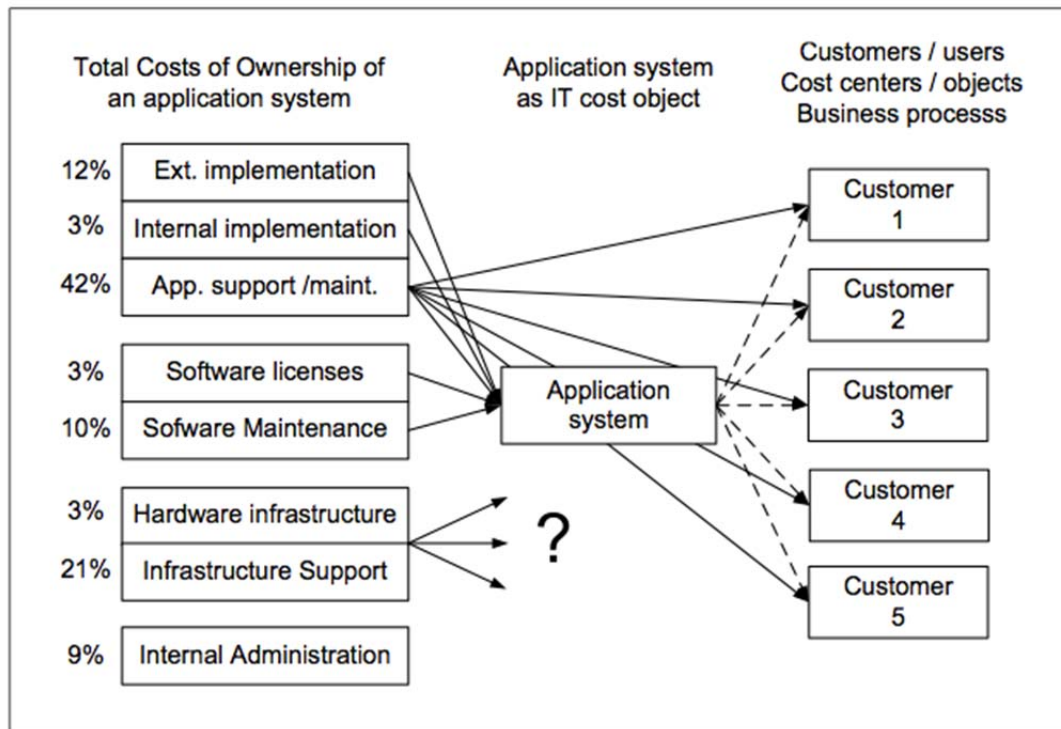 Total Costs of Ownership of
an application system
Application system
as IT cost object
Customers / users
Cost centers / objects
Business processs
12% Ext. implementation
3% Internal implementation
42% App. support /maint.
3% Software licenses
10% Sofware Maintenance
3% Hardware infrastructure
21% Infrastructure Support
9% Internal Administration
Application
system
?
Customer
1
Customer
2
Customer
3
Customer
4
Customer
5